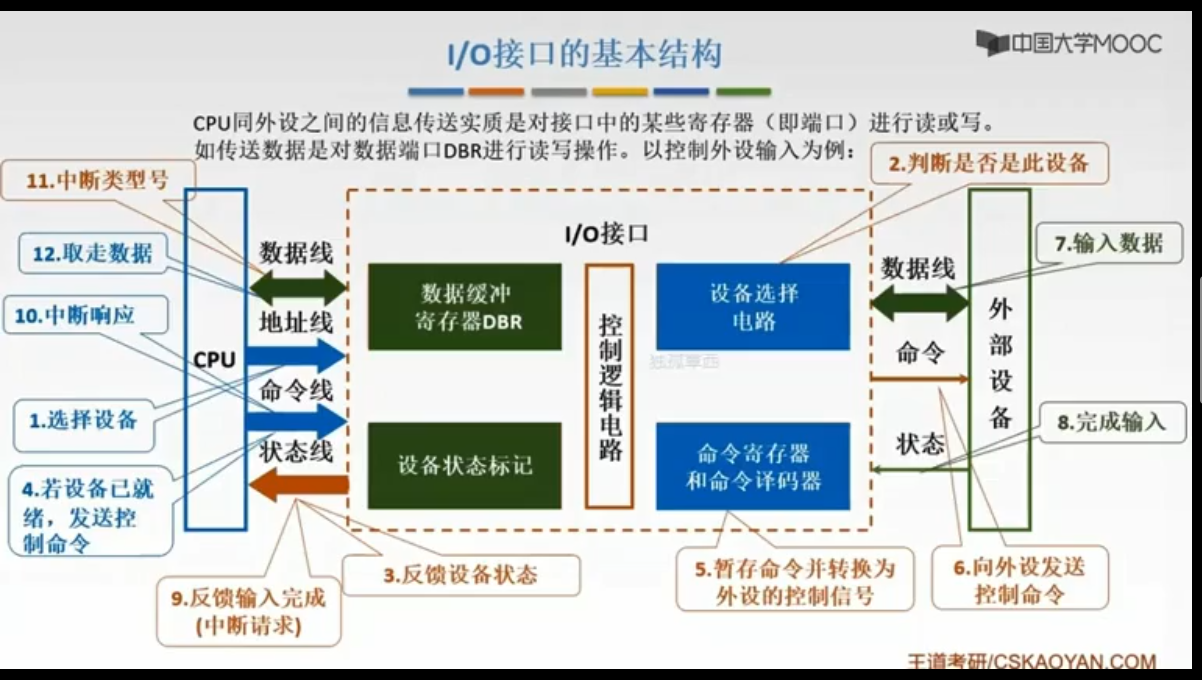 I/O接口的基本结构
中国大学MOOC
CPU同外设之间的信息传送实质是对接口中的某些寄存器（即端口）进行读或写。
如传送数据是对数据端口DBR进行读写操作。以控制外设输入为例：
2.判断是否是此设备
11.中断类型号
12.取走数据
10.中断响应
1.选择设备
4.若设备已就
绪，发送控
制命令
CPU
数据线
地址线
命令线
状态线
I/O接口
数据缓冲
寄存器DBR
设备状态标记
控制逻辑电路
设备选择
电路
命令寄存器
和命令译码器
数据线
命令
状态
外部设备
7.输入数据
8.完成输入
3.反馈设备状态
9.反馈输入完成
(中断请求)
5.暂存命令并转换为
外设的控制信号
6.向外设发送
控制命令
王道考研/CSKAOYAN.COM